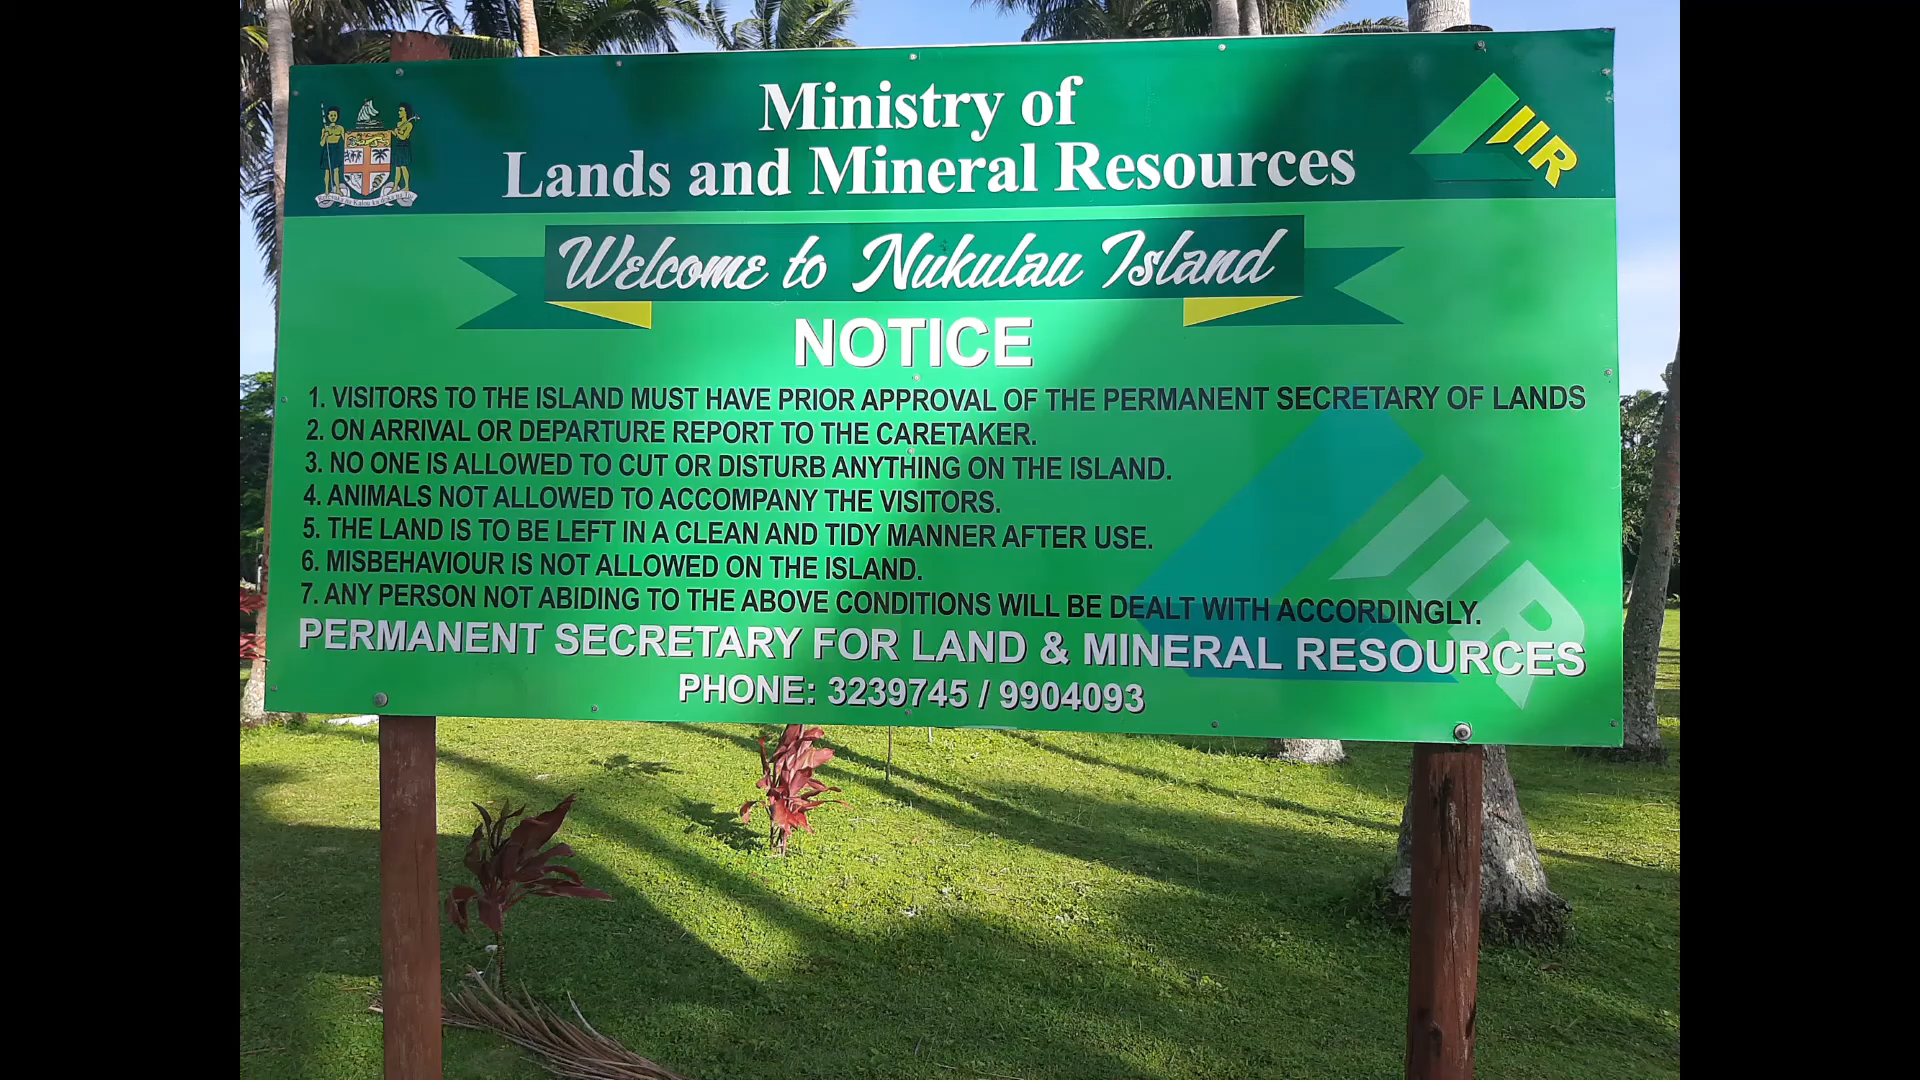 Ministry of
Lands and Mineral Resources
Welcome to Nukulau Island
NOTICE
1. VISITORS TO THE ISLAND MUST HAVE PRIOR APPROVAL OF THE PERMANENT SECRETARY OF LANDS
2. ON ARRIVAL OR DEPARTURE REPORT TO THE CARETAKER.
3. NO ONE IS ALLOWED TO CUT OR DISTURB ANYTHING ON THE ISLAND.
4. ANIMALS NOT ALLOWED TO ACCOMPANY THE VISITORS.
5. THE LAND IS TO BE LEFT IN A CLEAN AND TIDY MANNER AFTER USE.
6. MISBEHAVIOUR IS NOT ALLOWED ON THE ISLAND.
7. ANY PERSON NOT ABIDING TO THE ABOVE CONDITIONS WILL BE DEALT WITH ACCORDINGLY.
PERMANENT SECRETARY FOR LAND & MINERAL RESOURCES
PHONE: 3239745 / 9904093